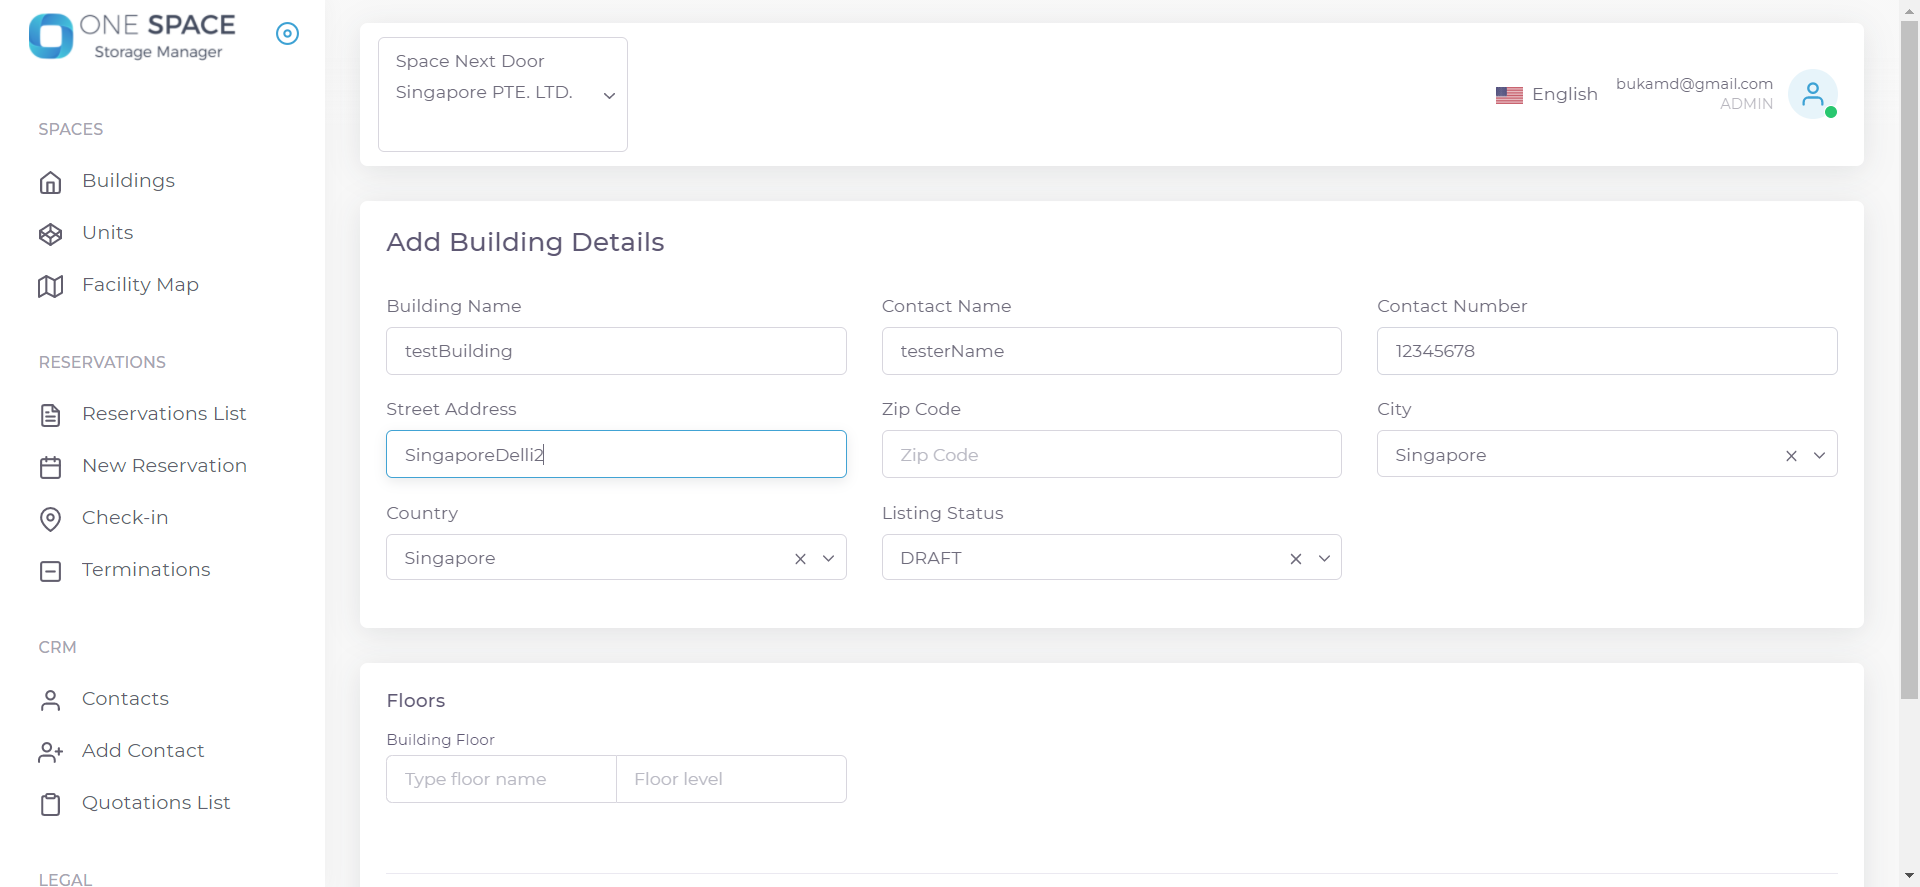 ONE SPACE
Storage Manager
SPACES
Buildings
Units
Facility Map
RESERVATIONS
Reservations List
New Reservation
Check-in
Terminations
CRM
Contacts
Add Contact
Quotations List
LEGAL
Space Next Door
Singapore PTE. LTD.
English
bukamd@gmail.com
ADMIN
Add Building Details
Building Name
Contact Name
Contact Number
testBuilding
testerName
12345678
Street Address
Zip Code
City
SingaporeDelli2
Zip Code
Singapore
Country
Listing Status
Singapore
DRAFT
Floors
Building Floor
Type floor name
Floor level